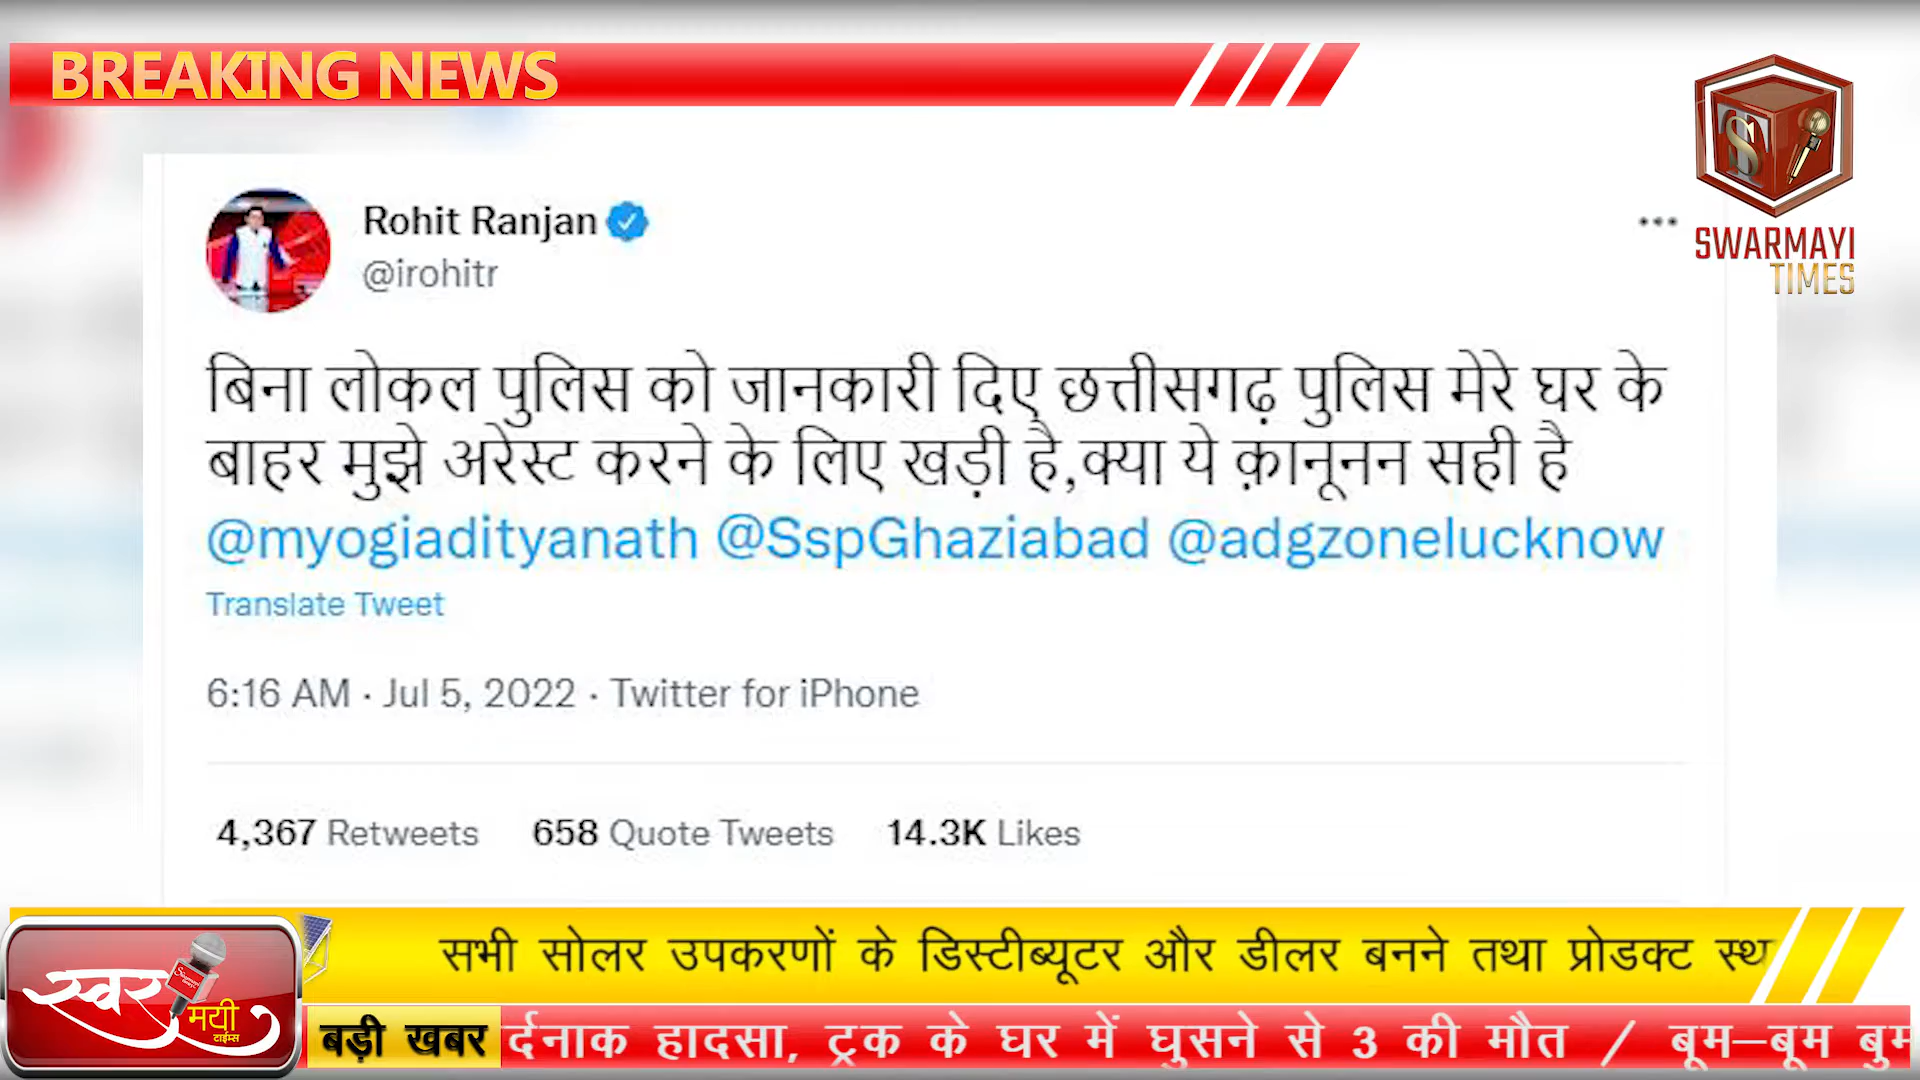 BREAKING NEWS
SWARMAYI
TIMES
Rohit Ranjan
@irohitr
बिना लोकल पुलिस को जानकारी दिए छत्तीसगढ़ पुलिस मेरे घर के
बाहर मुझे अरेस्ट करने के लिए खड़ी है,क्या ये क़ानूनन सही है
@myogiadityanath @SspGhaziabad @adgzonelucknow
Translate Tweet
6:16 AM · Jul 5, 2022 · Twitter for iPhone
4,367 Retweets 658 Quote Tweets 14.3K Likes
सभी सोलर उपकरणों के डिस्टीब्यूटर और डीलर बनने तथा प्रोडक्ट
स्वर
मयी
टाईम्स
बड़ी खबर
र्दनाक हादसा, ट्रक के घर में घुसने से 3 की मौत / बूम–बूम